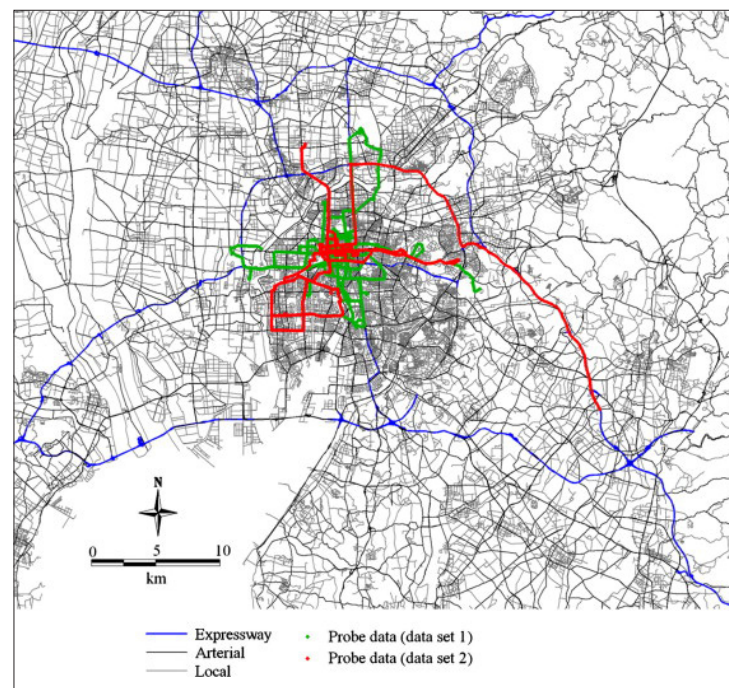 N
0 5 10
km
Expressway
Arterial
Local
Probe data (data set 1)
Probe data (data set 2)